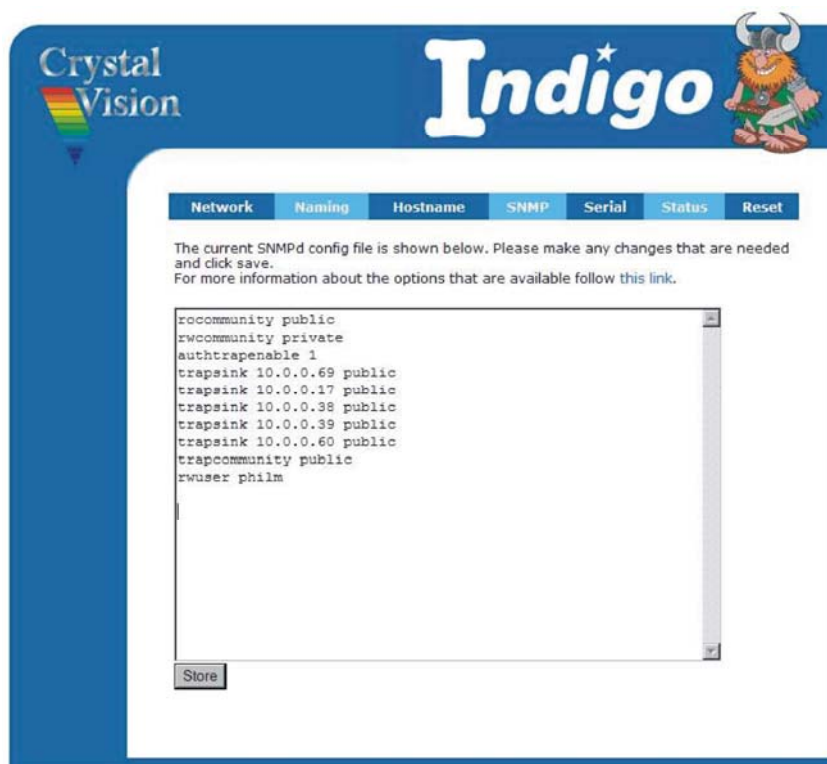 Crystal
Vision
Indigo
Network Naming Hostname SNMP Serial Status Reset
The current SNMPd config file is shown below. Please make any changes that are needed
and click save.
For more information about the options that are available follow this link.
rocommunity public
rwcommunity private
authtrapenable 1
trapsink 10.0.0.69 public
trapsink 10.0.0.17 public
trapsink 10.0.0.38 public
trapsink 10.0.0.39 public
trapsink 10.0.0.60 public
trapcommunity public
rwuser philm
Store